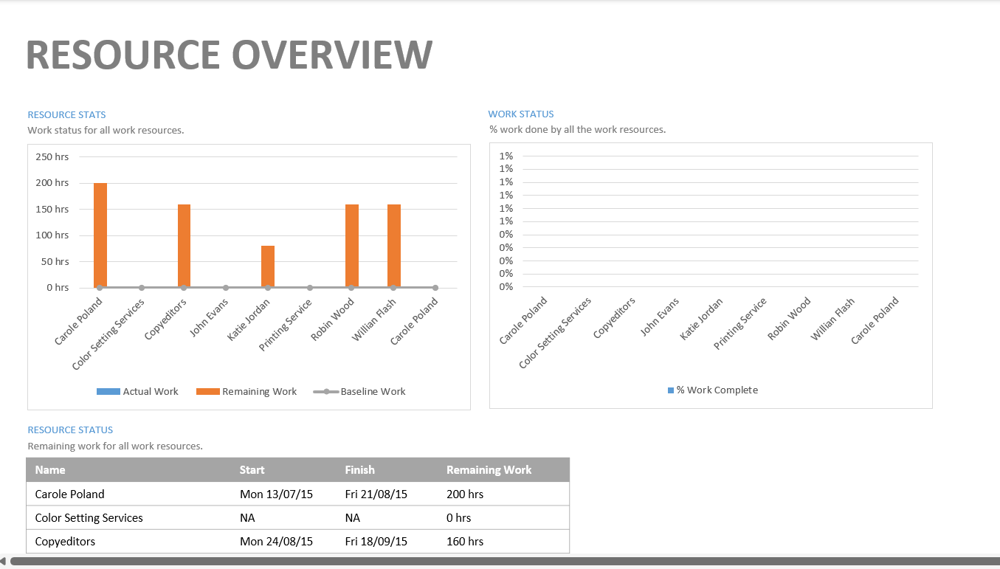 RESOURCE OVERVIEW
RESOURCE STATS
Work status for all work resources.
250 hrs
200 hrs
150 hrs
100 hrs
50 hrs
0 hrs
Carole Poland
Color Setting Services
Copyeditors
John Evans
Katie Jordan
Printing Service
Robin Wood
Willian Flash
Carole Poland
Actual Work Remaining Work Baseline Work
WORK STATUS
% work done by all the work resources.
1%
1%
1%
1%
1%
1%
0%
0%
0%
0%
0%
Carole Poland
Color Setting Services
Copyeditors
John Evans
Katie Jordan
Printing Service
Robin Wood
Willian Flash
Carole Poland
% Work Complete
RESOURCE STATUS
Remaining work for all work resources.
Name Start Finish Remaining Work
Carole Poland Mon 13/07/15 Fri 21/08/15 200 hrs
Color Setting Services NA NA 0 hrs
Copyeditors Mon 24/08/15 Fri 18/09/15 160 hrs